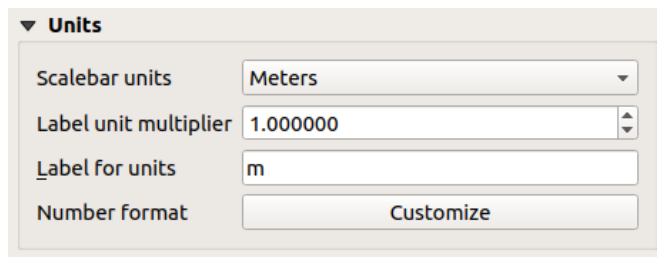 Units
Scalebar units Meters
Label unit multiplier 1.000000
Label for units m
Number format Customize